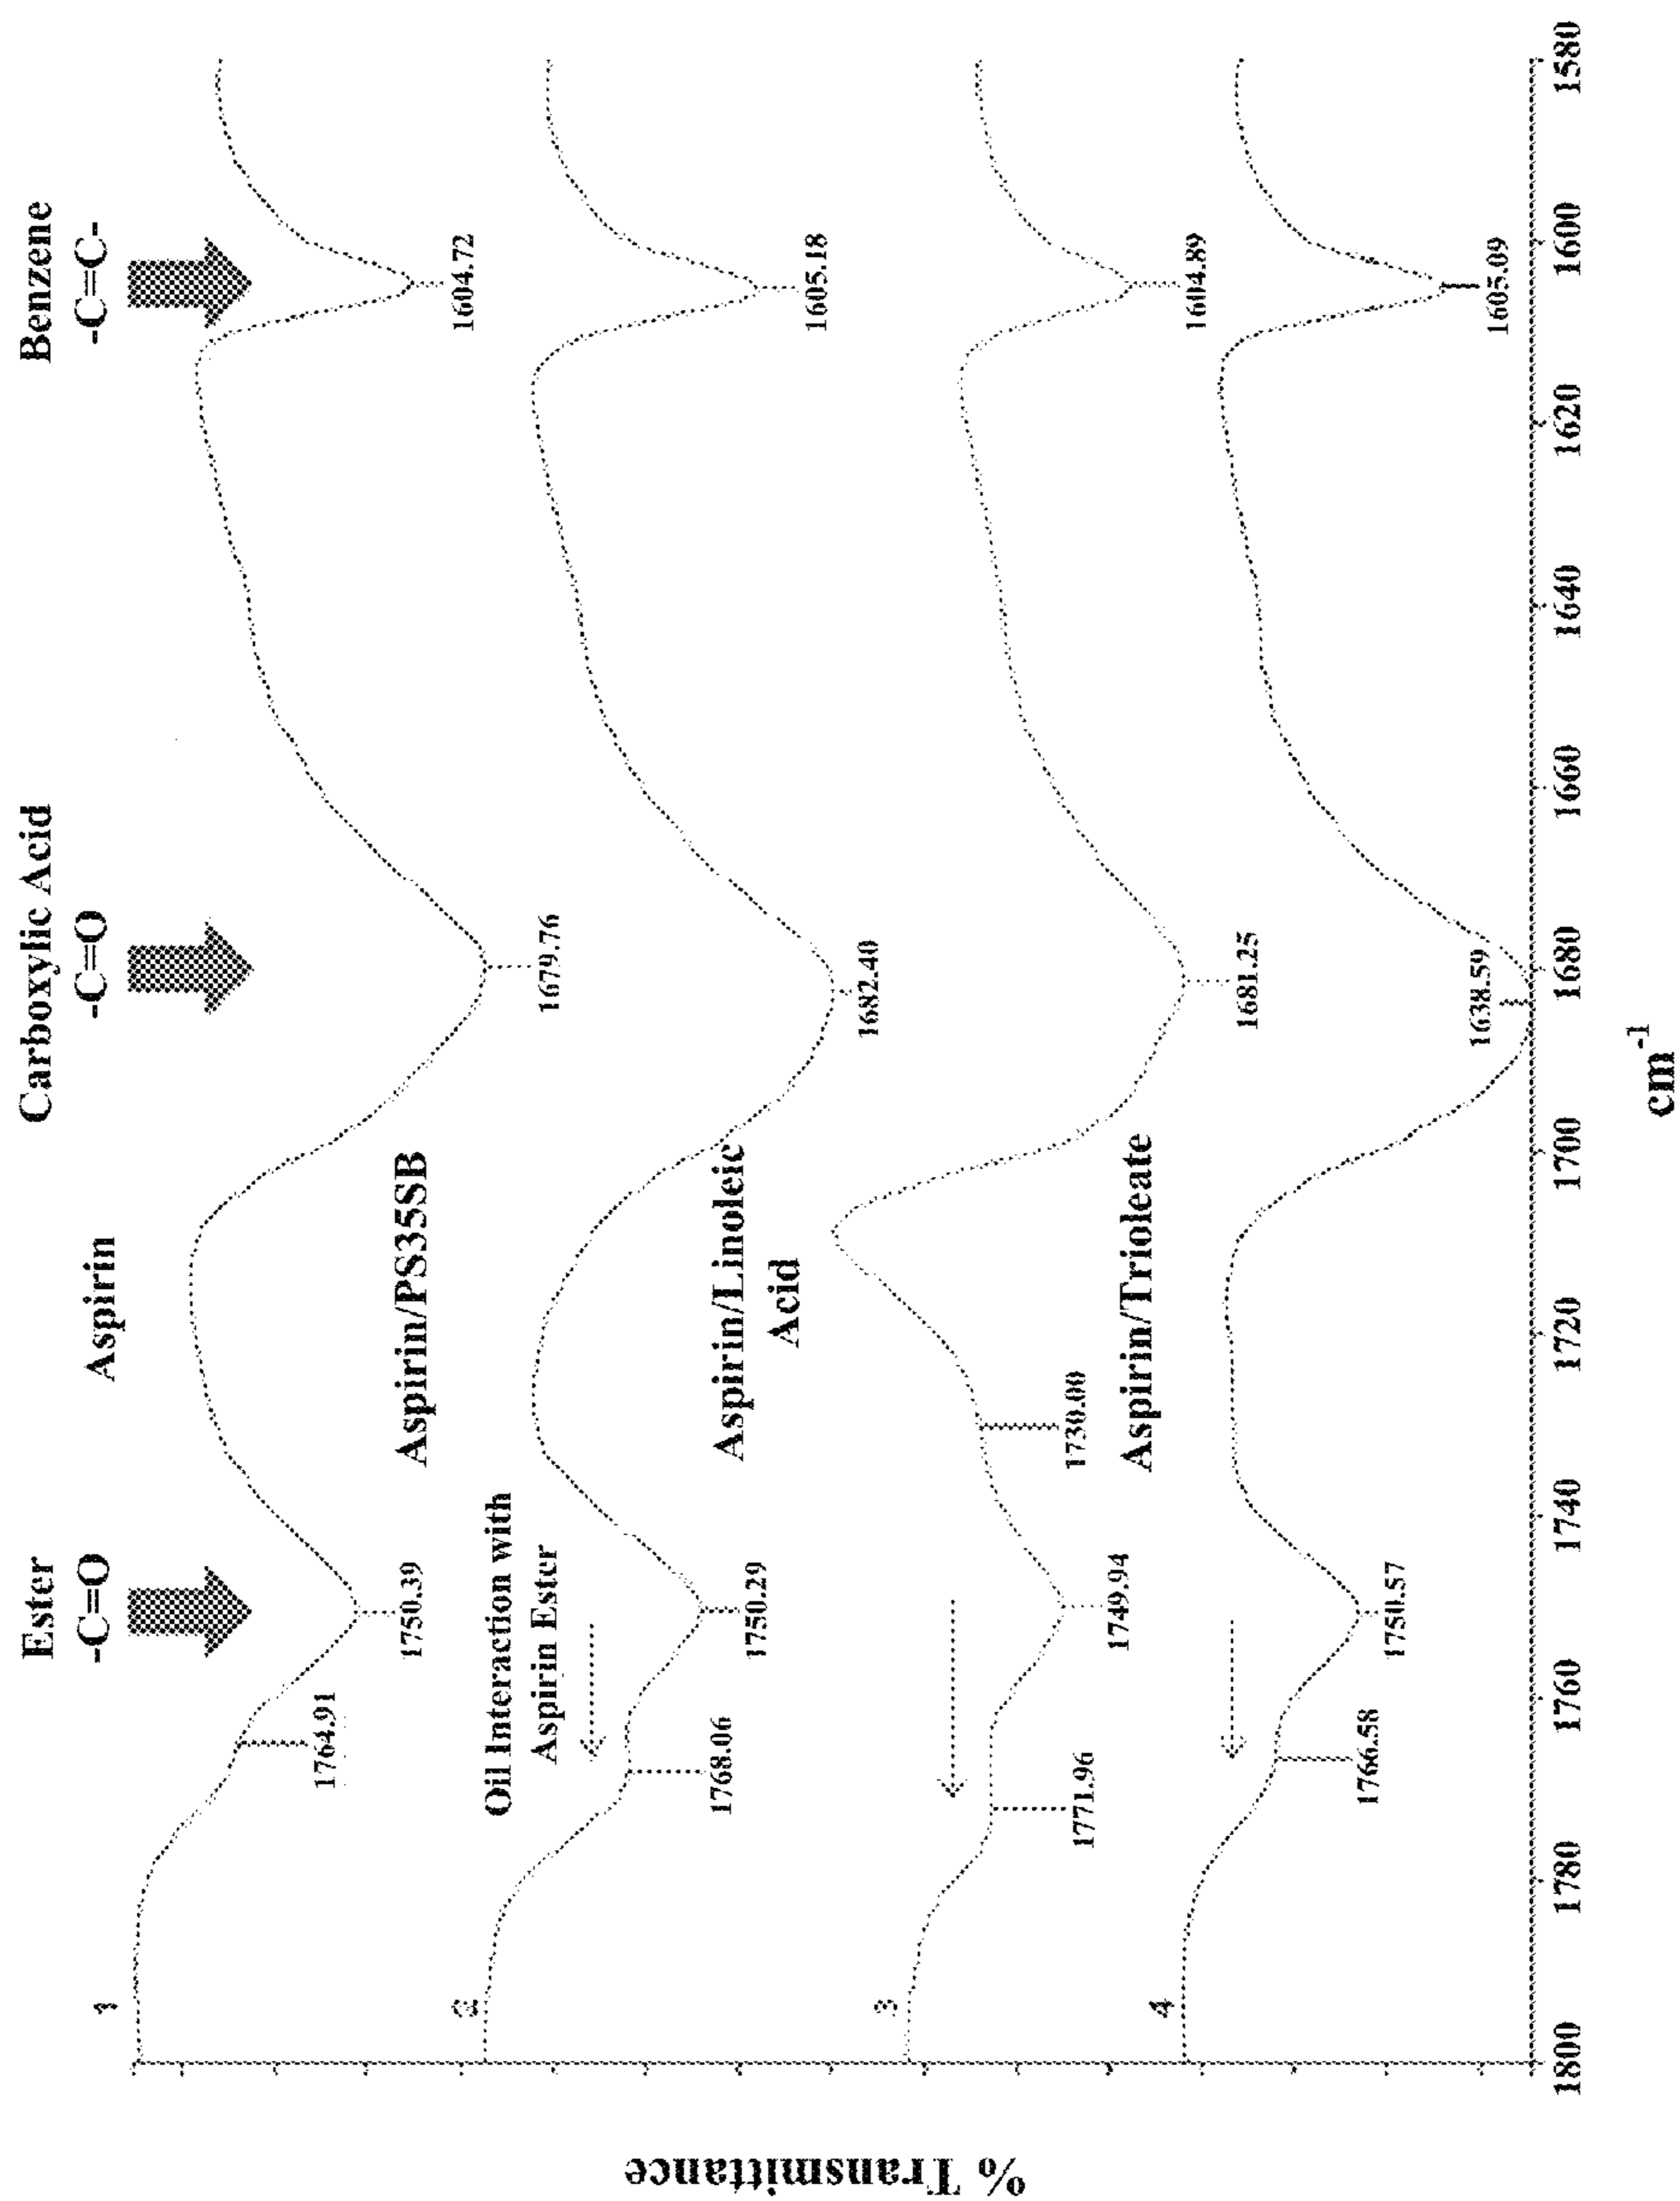 Ester
-C=O
Carboxylic Acid
-C=O
Benzene
-C=C-
Aspirin
1
1764.91
1750.39
1679.76
1604.72
Aspirin/PS35SB
2
Oil Interaction with
Aspirin Ester
1768.06
1750.29
1682.40
1605.18
Aspirin/Linoleic
Acid
3
1771.96
1749.94
1730.00
1681.25
1604.89
Aspirin/Trioleate
4
1766.58
1750.57
1638.59
1605.09
% Transmittance
1800
1780
1760
1740
1720
1700
1680
1660
1640
1620
1600
1580
cm-1